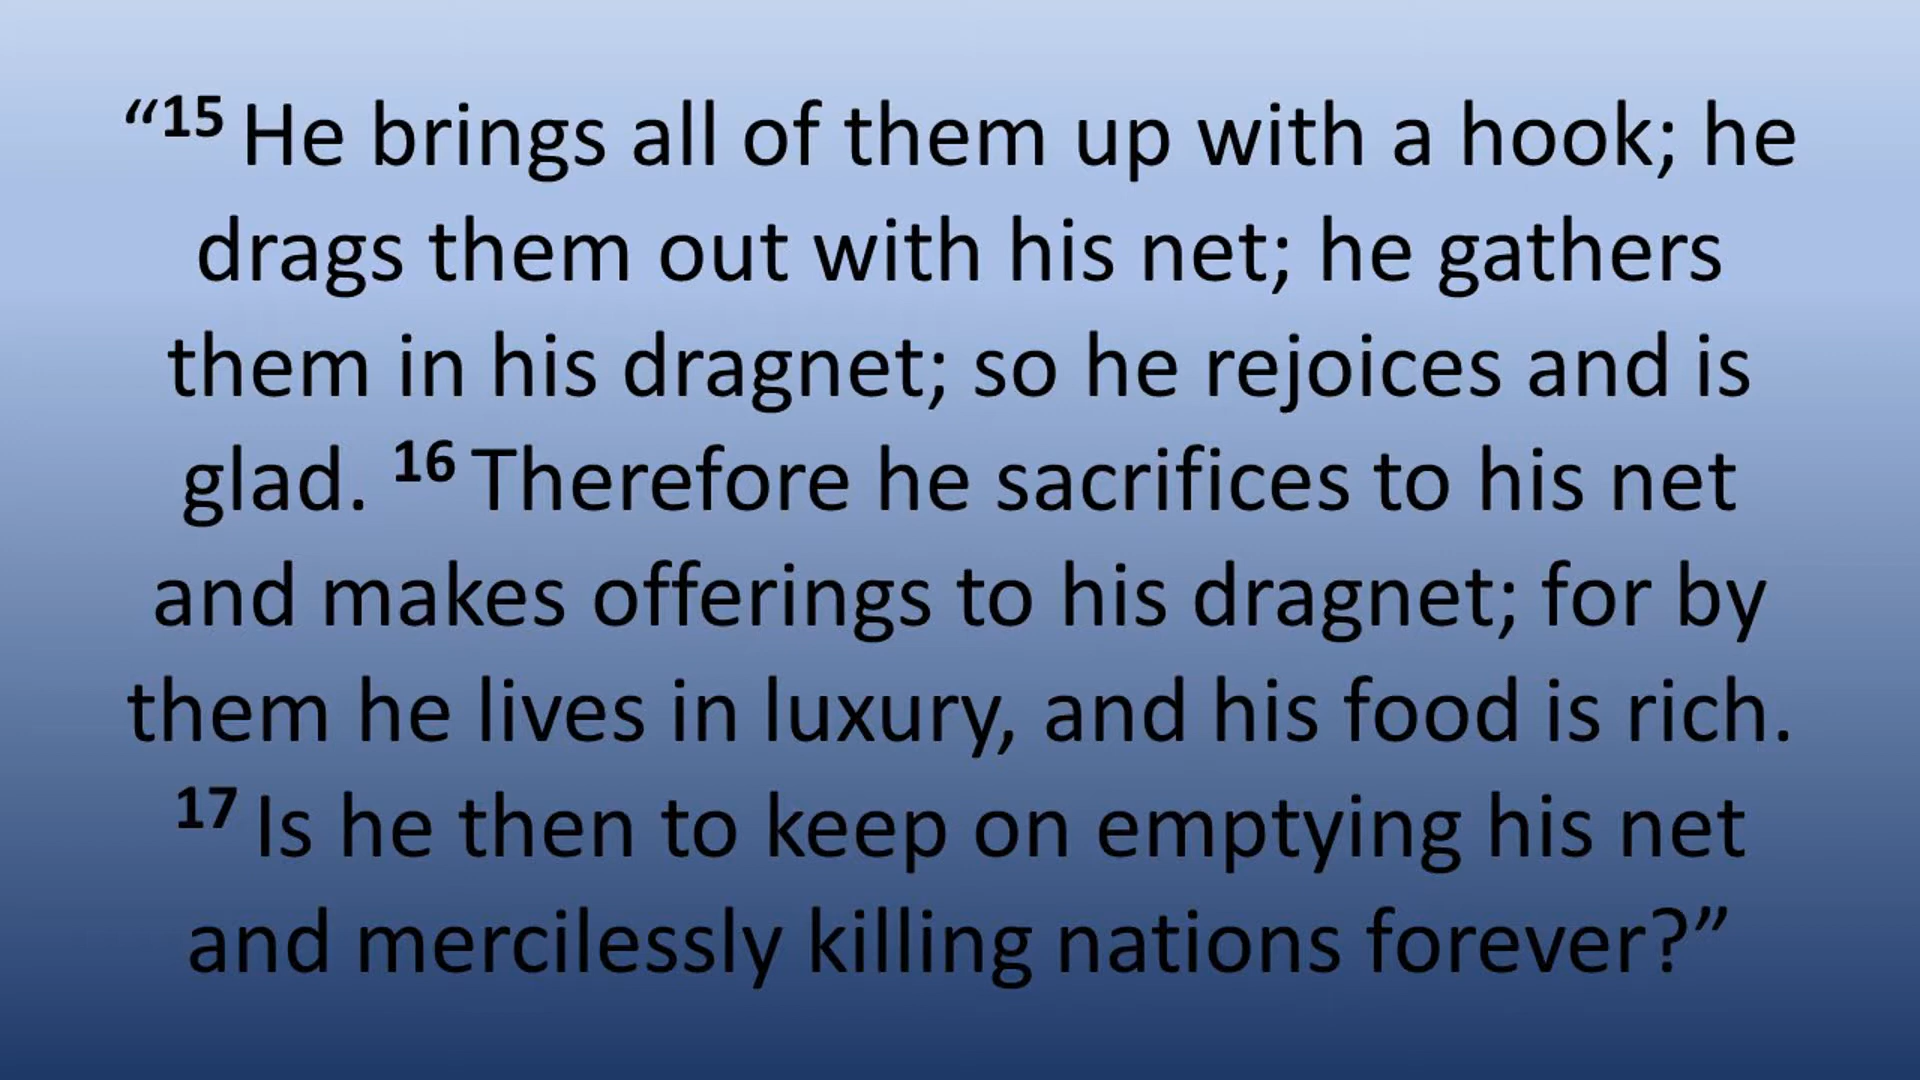 “15 He brings all of them up with a hook; he
drags them out with his net; he gathers
them in his dragnet; so he rejoices and is
glad. 16 Therefore he sacrifices to his net
and makes offerings to his dragnet; for by
them he lives in luxury, and his food is rich.
17 Is he then to keep on emptying his net
and mercilessly killing nations forever?”